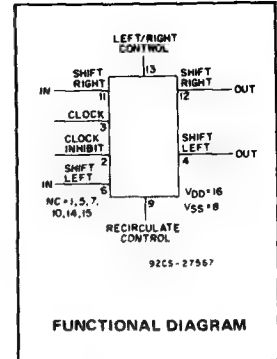 LEFT/RIGHT
CONTROL
13
SHIFT
RIGHT
SHIFT
RIGHT
IN
11
12
OUT
CLOCK
3
CLOCK
INHIBIT
2
SHIFT
LEFT
4
OUT
IN
SHIFT
LEFT
6
NC = 1, 5, 7,
10, 14, 15
9
VDD = 16
VSS = 8
RECIRCULATE
CONTROL
92CS-27567
FUNCTIONAL DIAGRAM